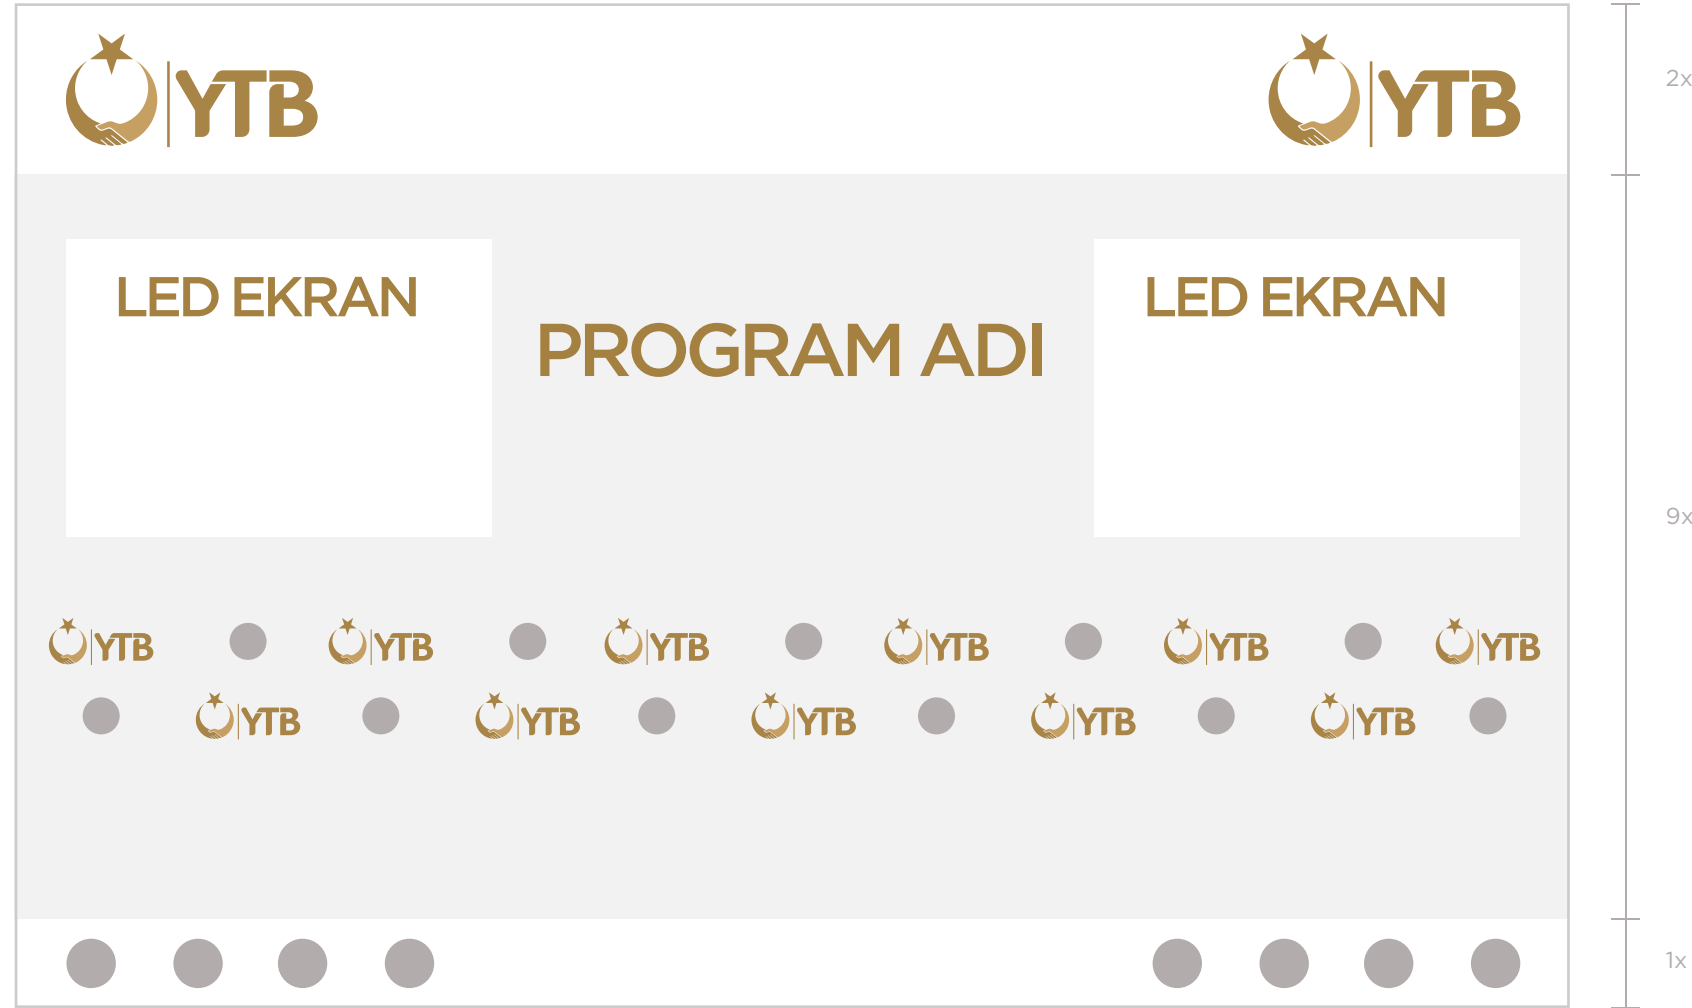 YTB YTB
2x
LED EKRAN LED EKRAN
PROGRAM ADI
9x
YTB YTB YTB YTB YTB YTB
YTB YTB YTB YTB YTB
1x